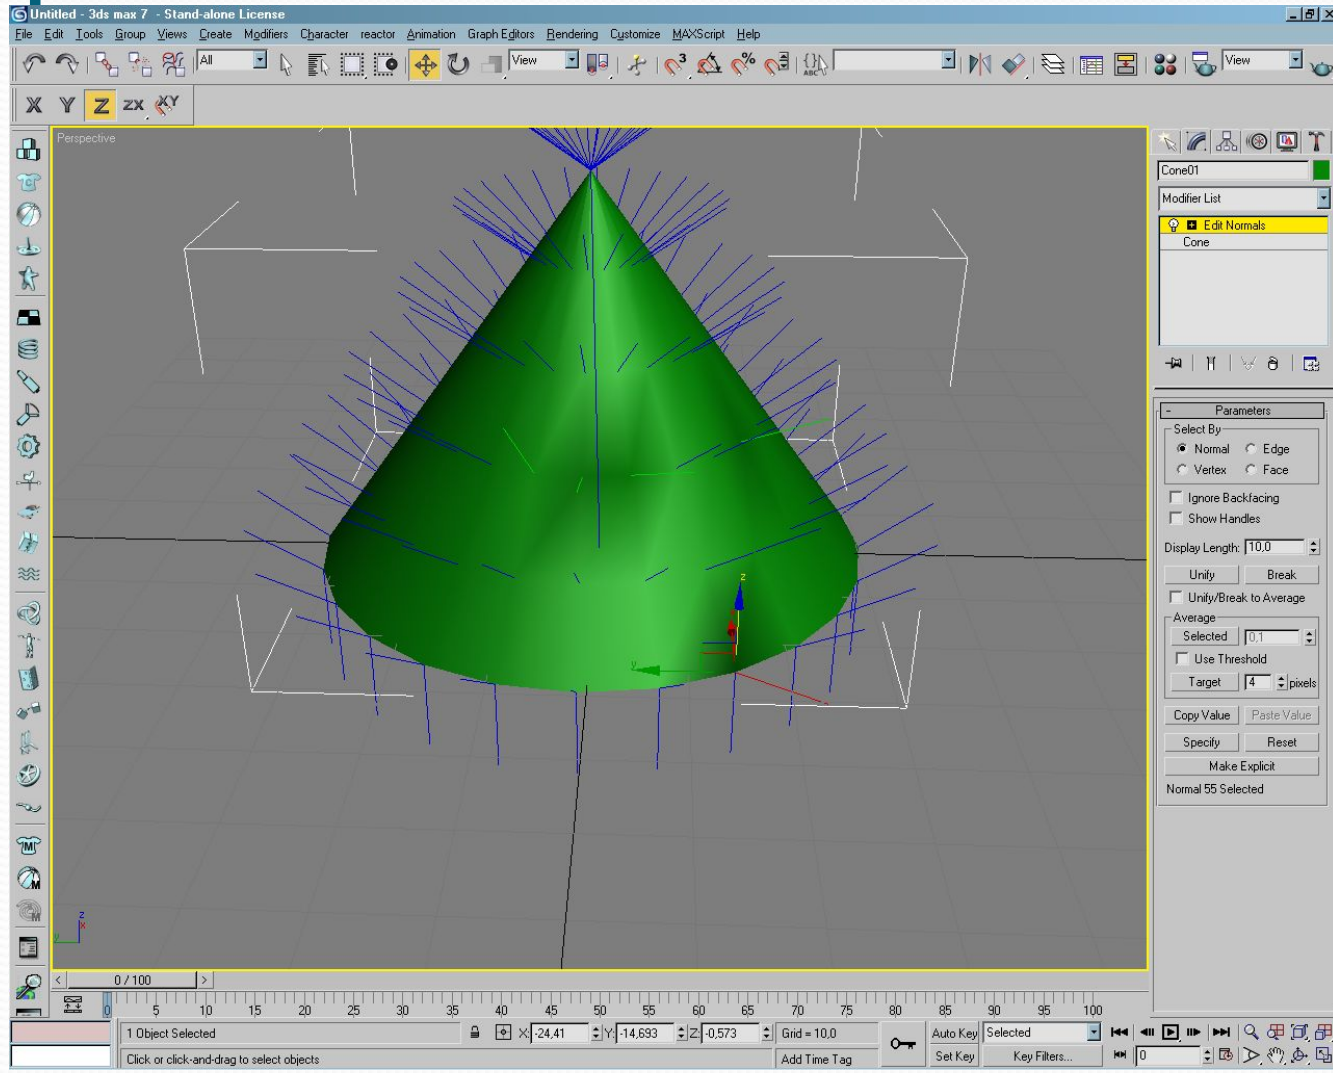 Untitled - 3ds max 7 - Stand-alone License
File Edit Tools Group Views Create Modifiers Character reactor Animation Graph Editors Rendering Customize MAXScript Help
All View View
X Y Z ZX XY
Perspective
Cone01
Modifier List
Edit Normals
Cone
- Parameters
Select By
Normal Edge
Vertex Face
Ignore Backfacing
Show Handles
Display Length: 10,0
Unify Break
Unify/Break to Average
Average
Selected 0,1
Use Threshold
Target 4 pixels
Copy Value Paste Value
Specify Reset
Make Explicit
Normal 55 Selected
z
y
z
x
y
< 0 / 100 >
0 5 10 15 20 25 30 35 40 45 50 55 60 65 70 75 80 85 90 95 100
1 Object Selected X: -24,41 Y: -14,693 Z: -0,573 Grid = 10,0 Auto Key Selected
Click or click-and-drag to select objects Add Time Tag Set Key Key Filters... 0